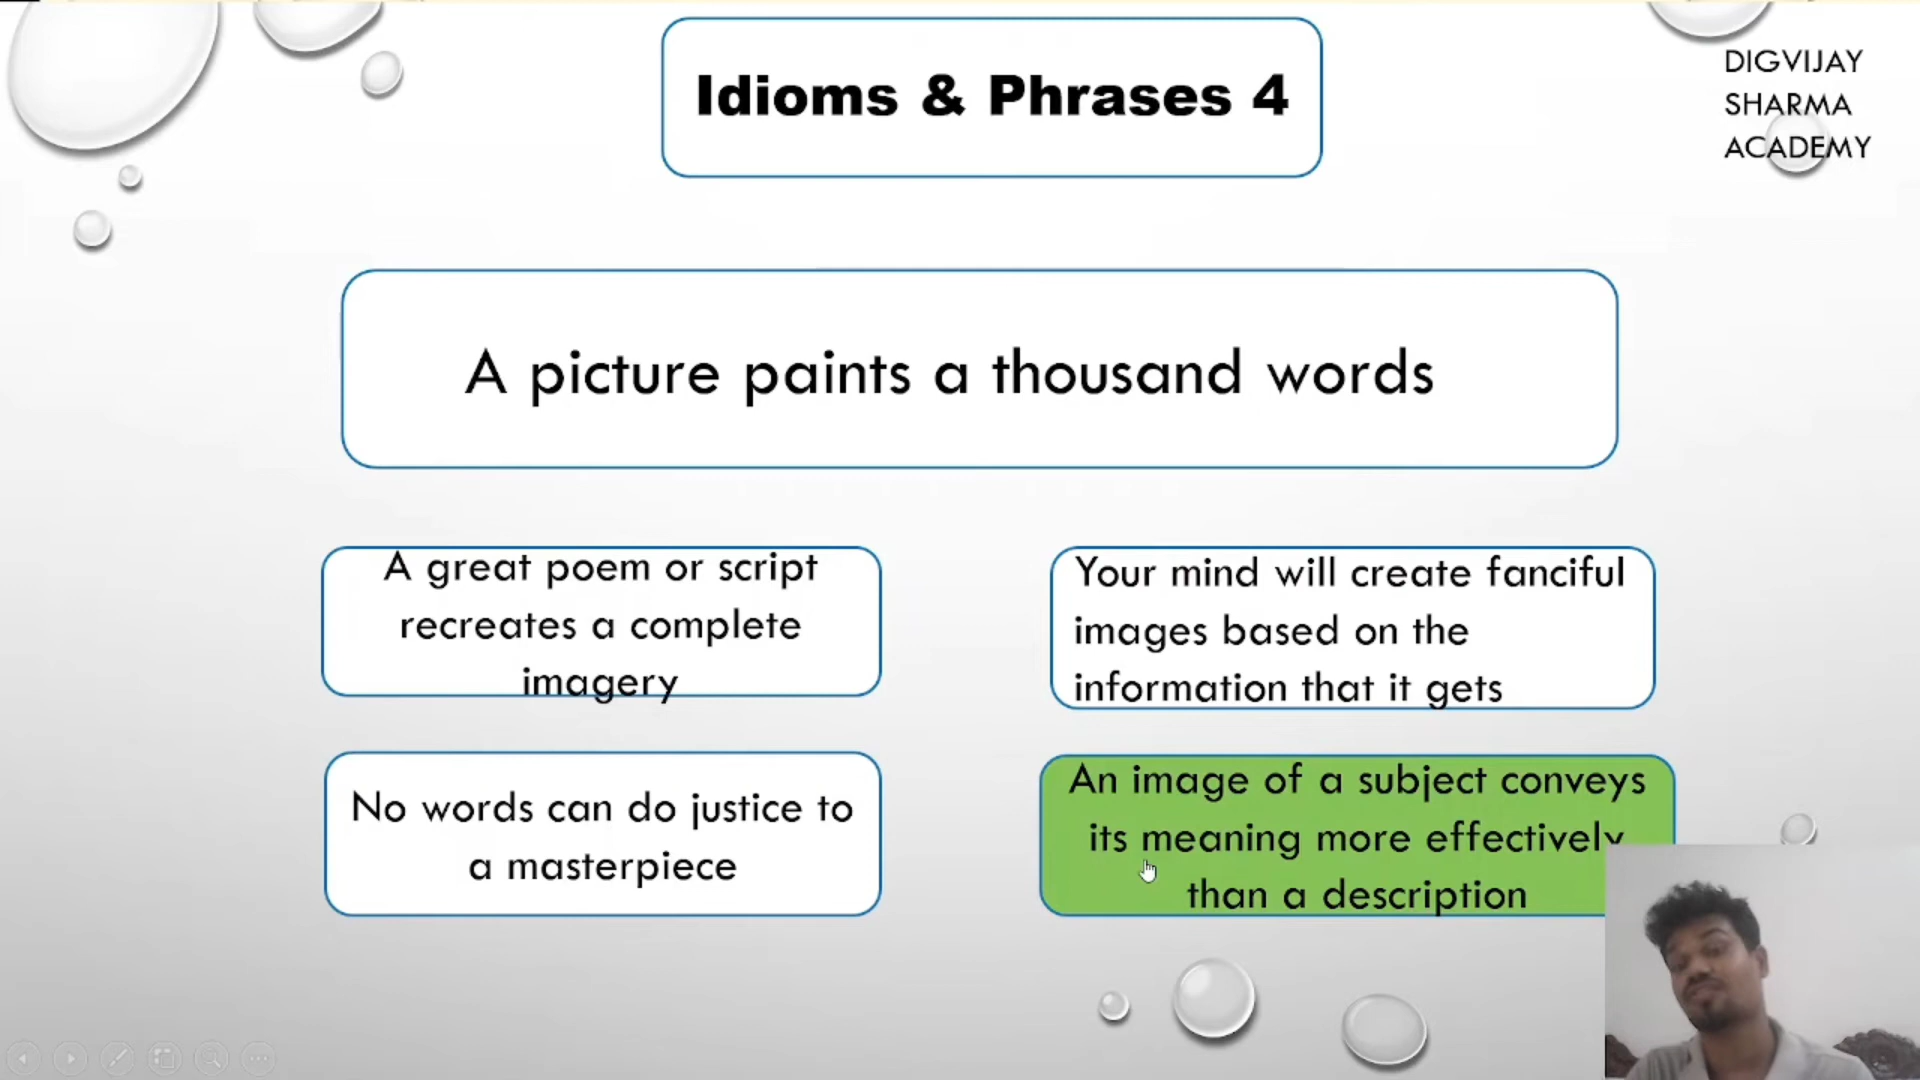 Idioms & Phrases 4
DIGVIJAY
SHARMA
ACADEMY
A picture paints a thousand words
A great poem or script
recreates a complete
imagery
Your mind will create fanciful
images based on the
information that it gets
No words can do justice to
a masterpiece
An image of a subject conveys
its meaning more effectively
than a description